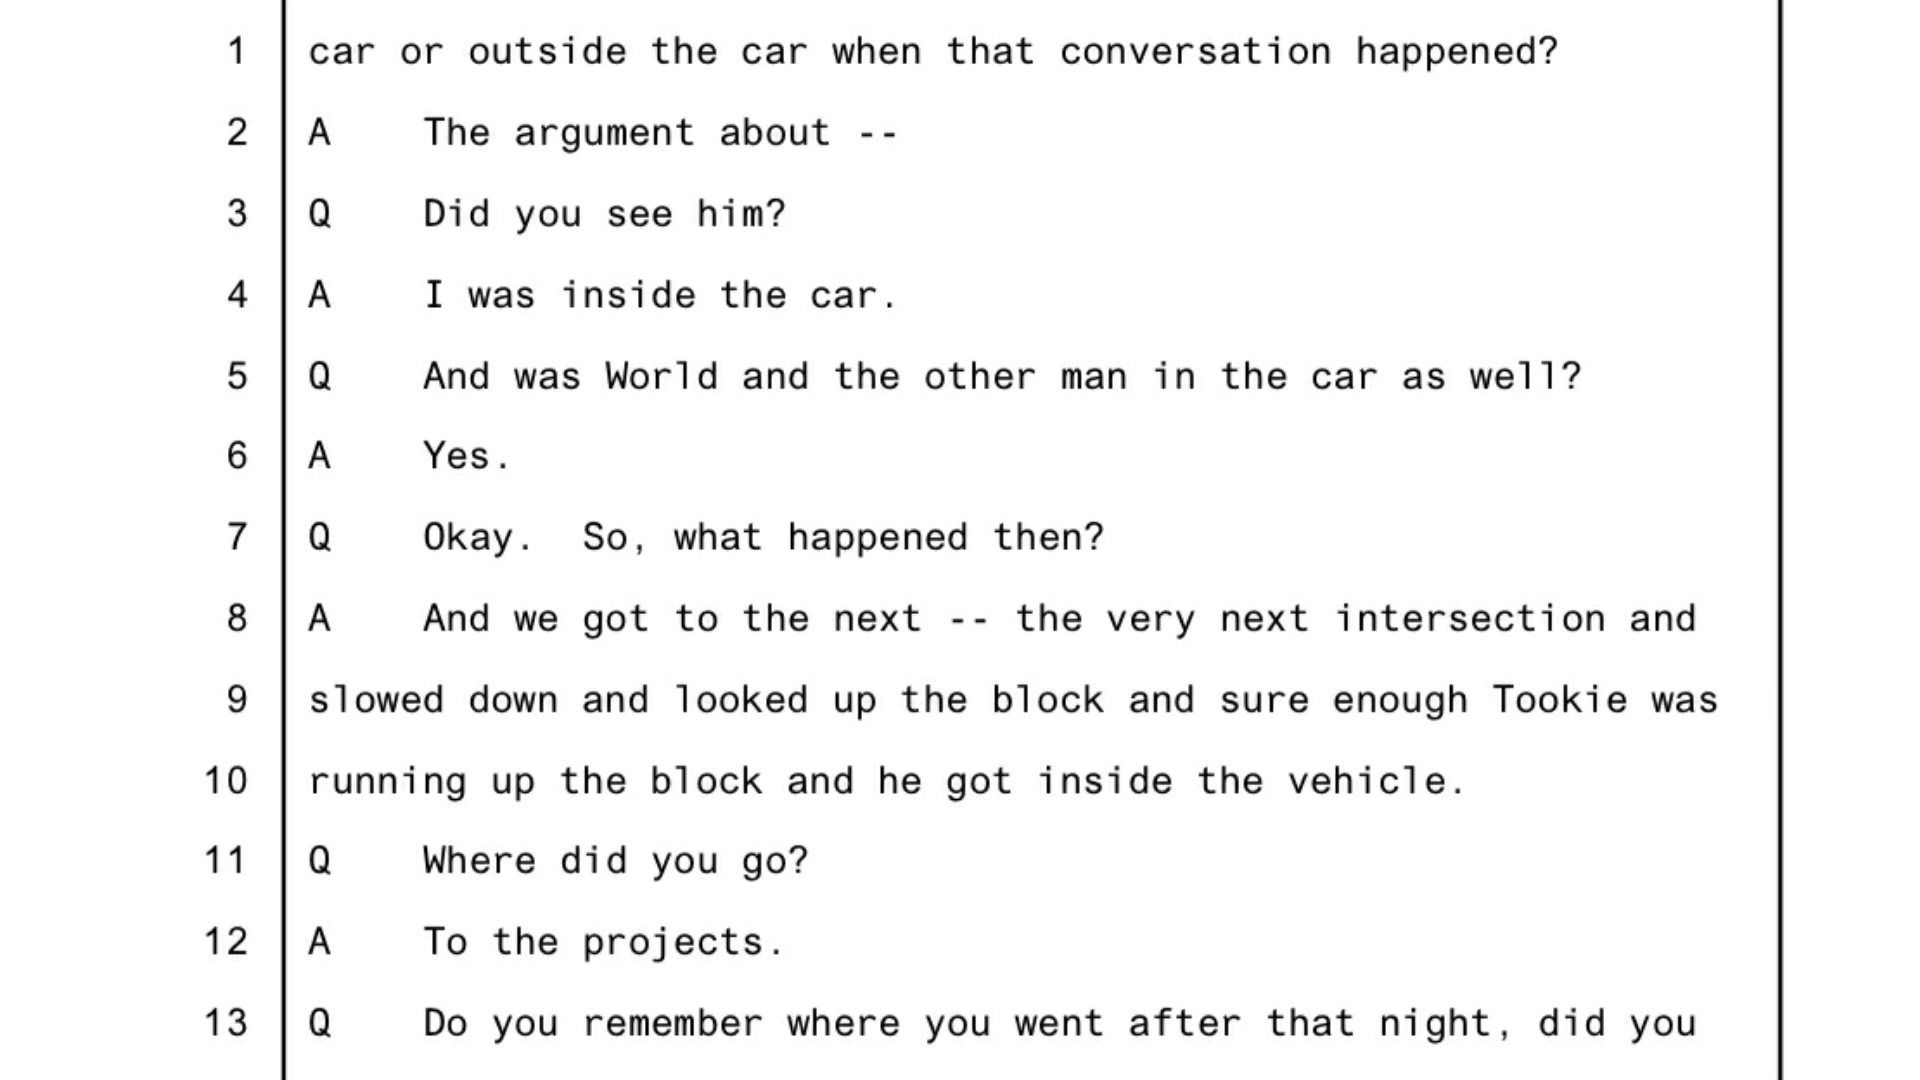 1 car or outside the car when that conversation happened?
2 A The argument about --
3 Q Did you see him?
4 A I was inside the car.
5 Q And was World and the other man in the car as well?
6 A Yes.
7 Q Okay.  So, what happened then?
8 A And we got to the next -- the very next intersection and
9 slowed down and looked up the block and sure enough Tookie was
10 running up the block and he got inside the vehicle.
11 Q Where did you go?
12 A To the projects.
13 Q Do you remember where you went after that night, did you